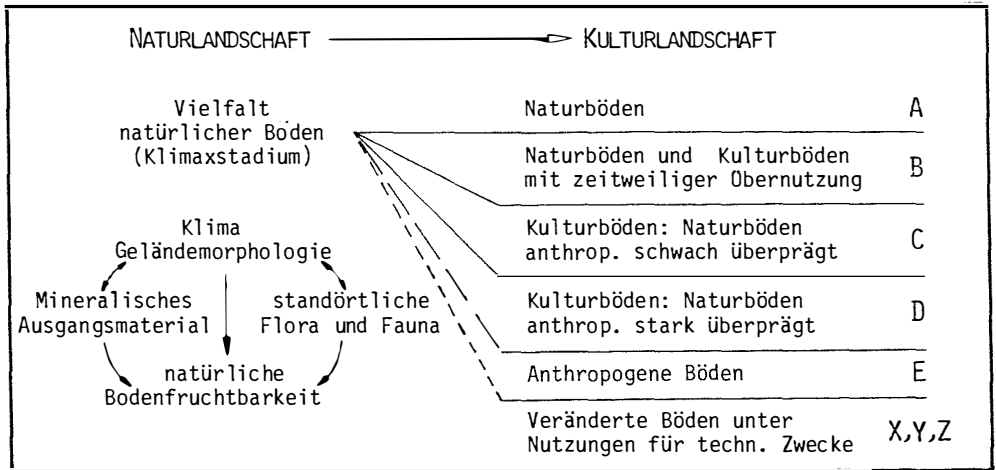 NATURLANDSCHAFT KULTURLANDSCHAFT
Vielfalt
natürlicher Böden
(Klimaxstadium)
Klima
Geländemorphologie
Mineralisches
Ausgangsmaterial
standörtliche
Flora und Fauna
natürliche
Bodenfruchtbarkeit
Naturböden A
Naturböden und Kulturböden
mit zeitweiliger Übernutzung B
Kulturböden: Naturböden
anthrop. schwach überprägt C
Kulturböden: Naturböden
anthrop. stark überprägt D
Anthropogene Böden E
Veränderte Böden unter
Nutzungen für techn. Zwecke X,Y,Z